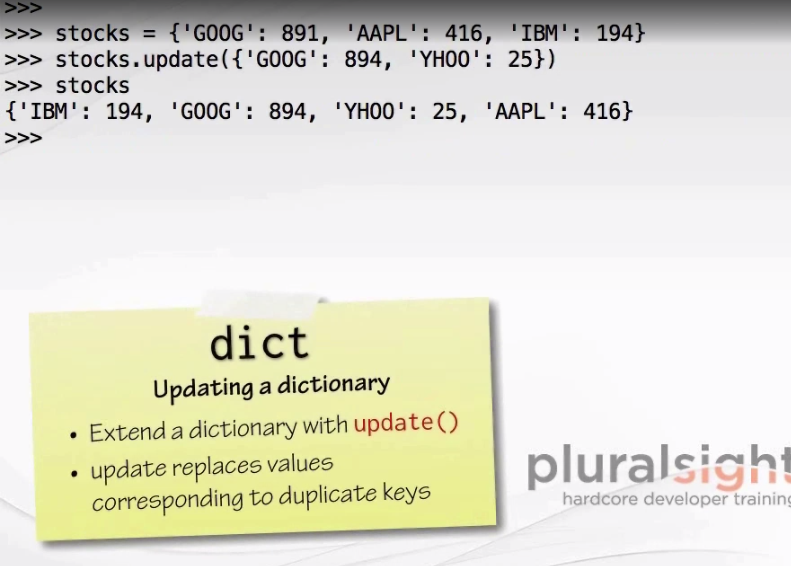 >>>
>>> stocks = {'GOOG': 891, 'AAPL': 416, 'IBM': 194}
>>> stocks.update({'GOOG': 894, 'YHOO': 25})
>>> stocks
{'IBM': 194, 'GOOG': 894, 'YHOO': 25, 'AAPL': 416}
>>>
dict
Updating a dictionary
• Extend a dictionary with update()
• update replaces values
corresponding to duplicate keys
pluralsight
hardcore developer training